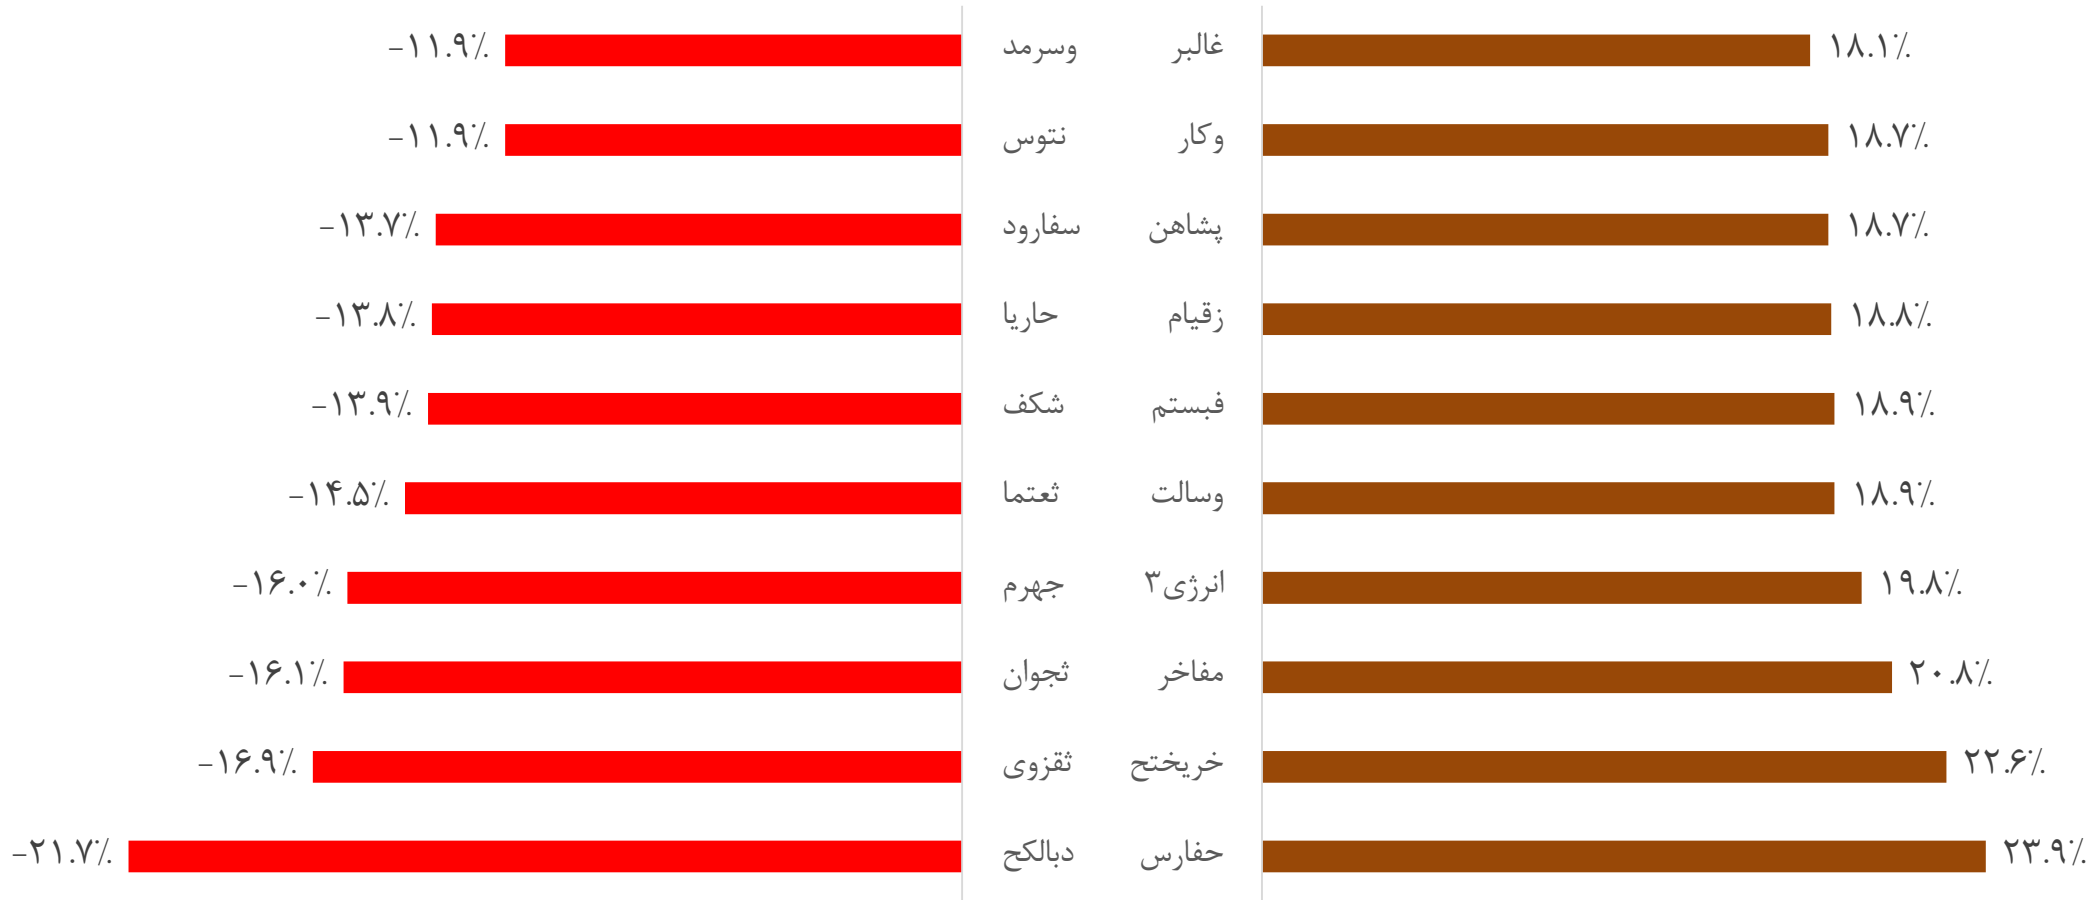 ‎-۱۱.۹٪ وسرمد غالبر ۱۸.۱٪
‎-۱۱.۹٪ نتوس وکار ۱۸.۷٪
‎-۱۳.۷٪ سفارود پشاهن ۱۸.۷٪
‎-۱۳.۸٪ حاریا زقیام ۱۸.۸٪
‎-۱۳.۹٪ شکف فبستم ۱۸.۹٪
‎-۱۴.۵٪ ثعتما وسالت ۱۸.۹٪
‎-۱۶.۰٪ جهرم انرژی۳ ۱۹.۸٪
‎-۱۶.۱٪ ثجوان مفاخر ۲۰.۸٪
‎-۱۶.۹٪ ثقزوی خریختح ۲۲.۶٪
‎-۲۱.۷٪ دبالکح حفارس ۲۳.۹٪